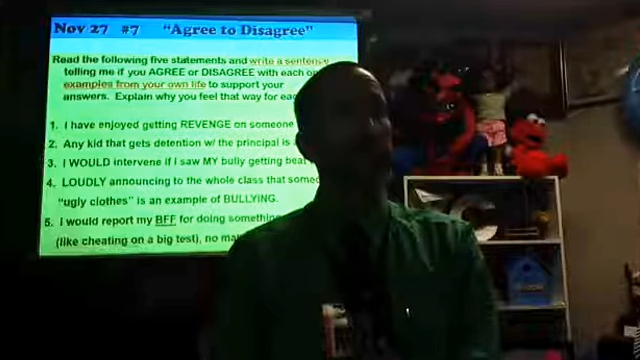 Nov 27 #7 "Agree to Disagree"
Read the following five statements and write a sentence
telling me if you AGREE or DISAGREE with each on
examples from your own life to support your
answers. Explain why you feel that way for ea
1. I have enjoyed getting REVENGE on someone
2. Any kid that gets detention w/ the principal is a
3. I WOULD intervene if I saw MY bully getting beat
4. LOUDLY announcing to the whole class that som
"ugly clothes" is an example of BULLYING.
5. I would report my BFF for doing something
(like cheating on a big test), no ma